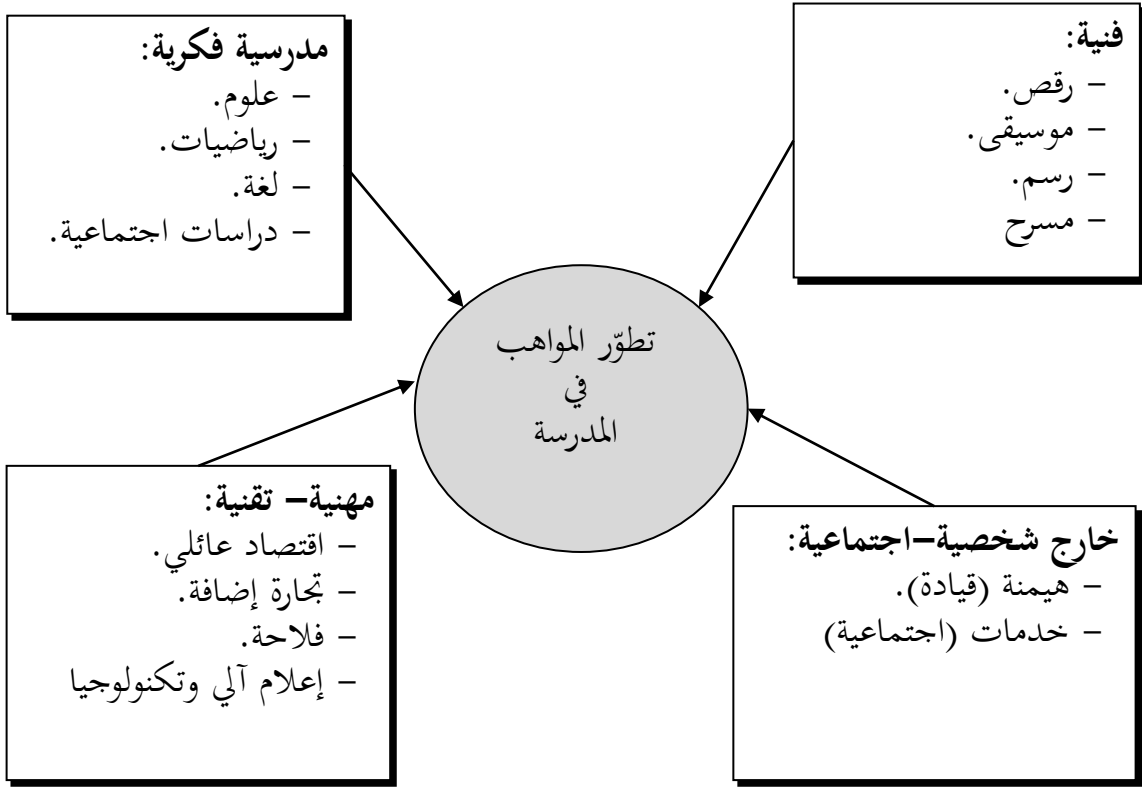 فنية:
– رقص.
– موسيقى.
– رسم.
– مسرح
مدرسية فكرية:
– علوم.
– رياضيات.
– لغة.
– دراسات اجتماعية.
تطوّر المواهب
في
المدرسة
خارج شخصية–اجتماعية:
– هيمنة (قيادة).
– خدمات (اجتماعية)
مهنية– تقنية:
– اقتصاد عائلي.
– تجارة إضافة.
– فلاحة.
– إعلام آلي وتكنولوجيا